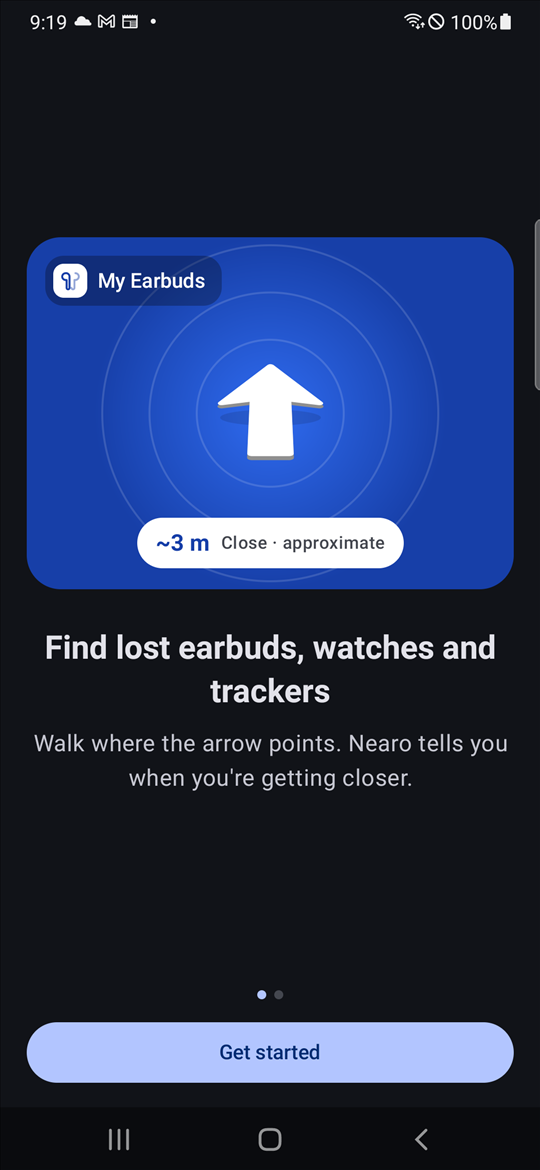 9:19
100%
My Earbuds
~3 m Close · approximate
Find lost earbuds, watches and
trackers
Walk where the arrow points. Nearo tells you
when you're getting closer.
Get started